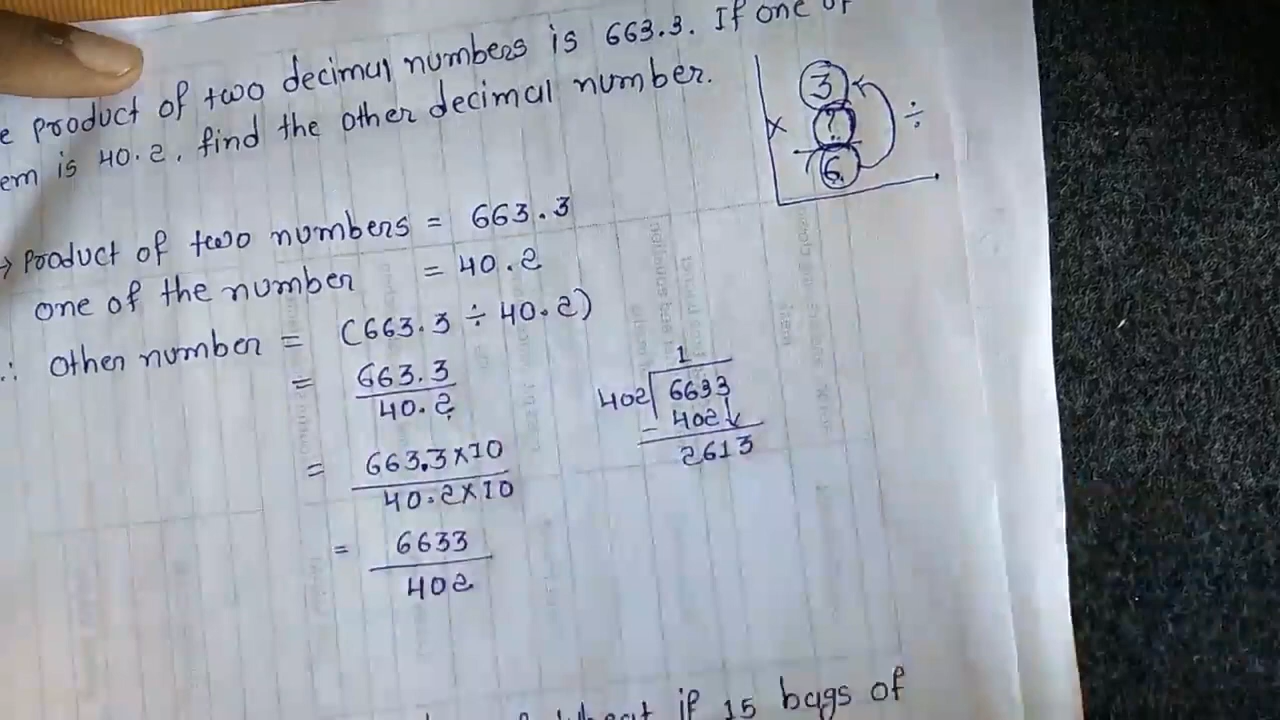 product of two decimal numbers is 663.3. If one of
is 40.2. find the other decimal number.
3
× ?
6
÷
→ Product of two numbers = 663.3
one of the number = 40.2
∴ Other number = (663.3 ÷ 40.2)
= 663.3
40.2
= 663.3×10
40.2×10
= 6633
402
1
402 6633
- 402↓
2613
if 15 bags of